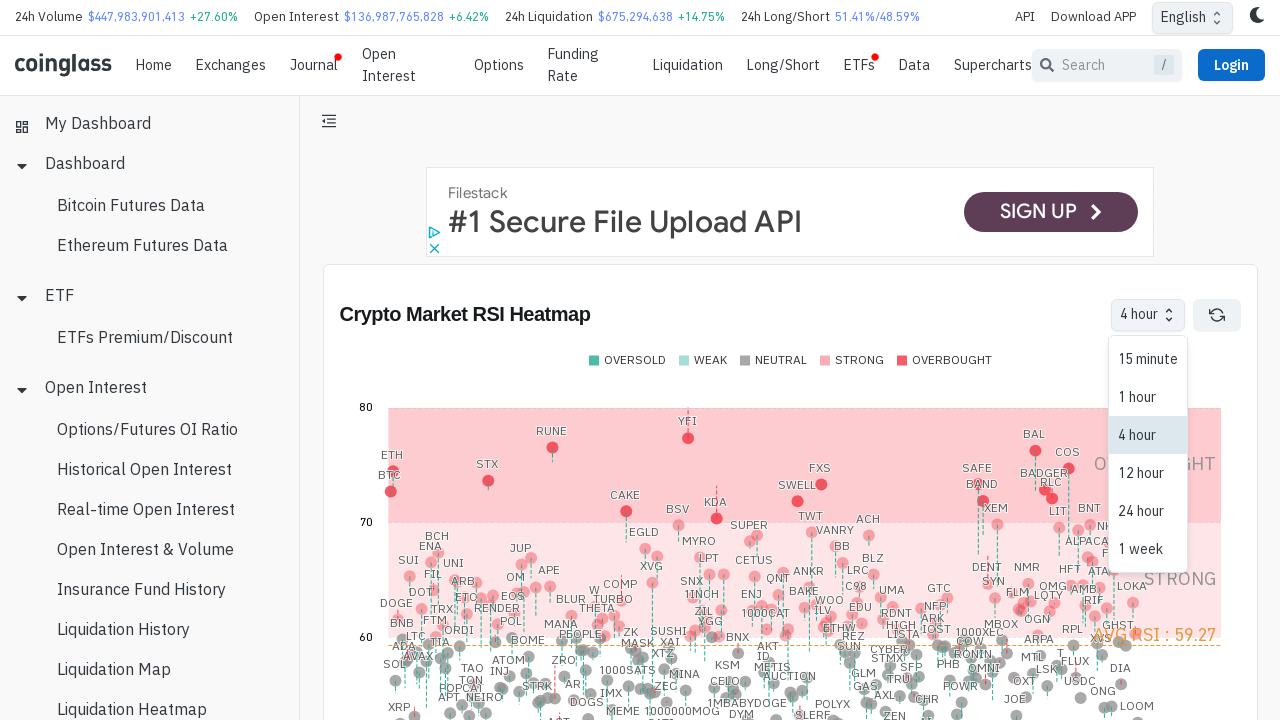 24h Volume $447,983,901,413 +27.60% Open Interest $136,987,765,828 +6.42% 24h Liquidation $675,294,638 +14.75% 24h Long/Short 51.41%/48.59% API Download APP English
coinglass Home Exchanges Journal Open Interest Options Funding Rate Liquidation Long/Short ETFs Data Supercharts Search / Login
My Dashboard
Dashboard
Bitcoin Futures Data
Ethereum Futures Data
ETF
ETFs Premium/Discount
Open Interest
Options/Futures OI Ratio
Historical Open Interest
Real-time Open Interest
Open Interest & Volume
Insurance Fund History
Liquidation History
Liquidation Map
Liquidation Heatmap
Filestack
#1 Secure File Upload API
SIGN UP
Crypto Market RSI Heatmap
4 hour
15 minute
1 hour
4 hour
12 hour
24 hour
1 week
OVERSOLD WEAK NEUTRAL STRONG OVERBOUGHT
80
YFI
RUNE BAL
ETH STX COS
BTC FXS SAFE
BADGER
SWELL BAND RLC
CAKE KDA
BSV XEM LIT BNT
70
TWT ACH
SUPER VANRY
EGLD
BCH MYRO ALPACA
ENA JUP BB
SUI UNI XVG LPT CETUS BLZ
APE LRC DENT NMR HFT ATA
FIL OM ANKR
ARB COMP SNX QNT C98 SYN STRONG
DOT W 1INCH ENJ BAKE UMA GTC FLM OMG AMB LOKA
DOGE ETC EOS BLUR TURBO WOO LQTY RIF
TRX RENDER THETA ZIL 1000CAT ILV EDU RDNT NFP
FTM POL YGG ARK OGN
BNB ORDI MANA ZK SUSHI ETHW HIGH JOST MBOX RPL GHST
60
LTC BOME PEOPLE BNX REZ LISTA 1000XEC ARPA AVG RSI : 59.27
ADA MASK XAI AKT SUN COW
AVAX XTZ CYBER RONIN MTL T
SOL TAO ATOM ZRO KSM METIS STMX PHB FLUX
INJ 1000SATS MINA SFP OMNI LSK DIA
TON AR CELO AUCTION GLM TRU OXT USDC
POPCAT STRK ZEC GAS POWR
APT NEIRO IMX AXL CHR JOE ONG
XRP DOGS 1MBABYDOGE POLYX LOOM
MEME 1000000MOG DYM SLERF ZEN